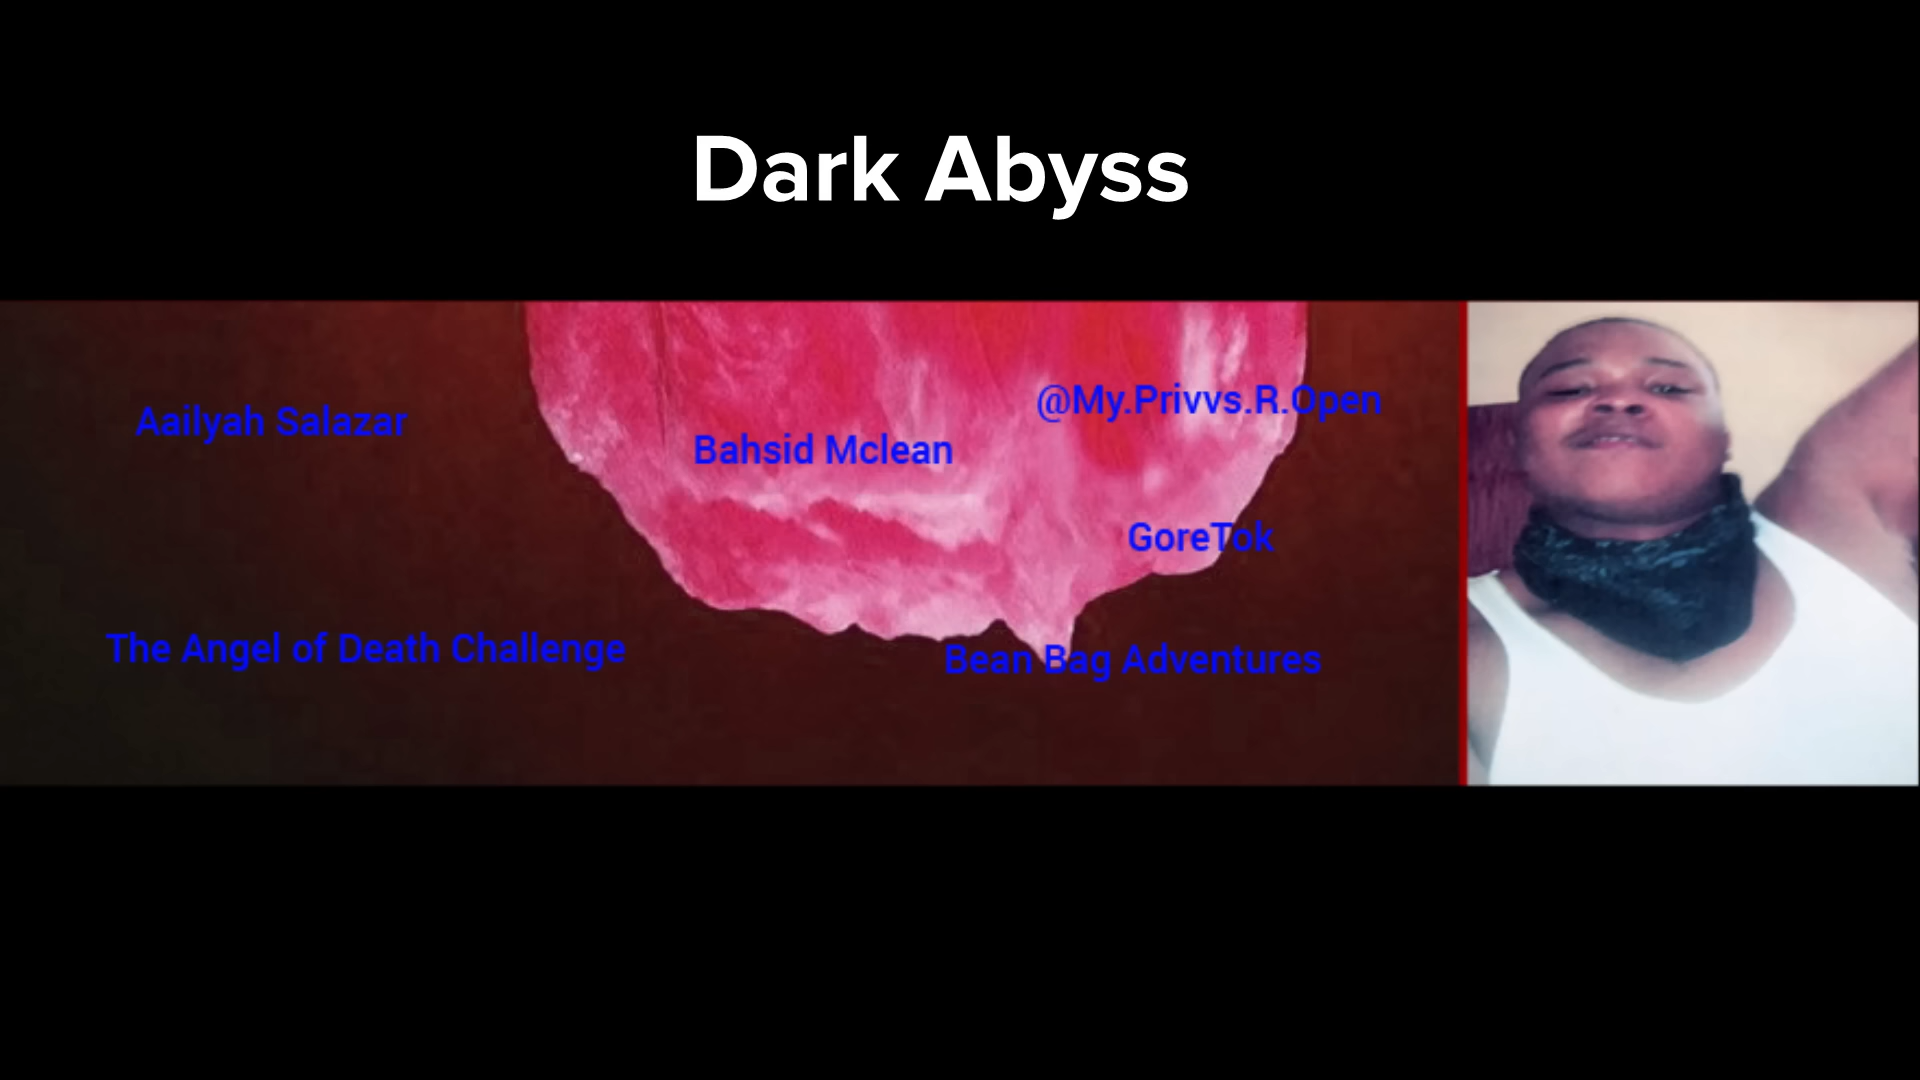 Dark Abyss
Aailyah Salazar
Bahsid Mclean
@My.Privvs.R.Open
GoreTok
The Angel of Death Challenge
Bean Bag Adventures